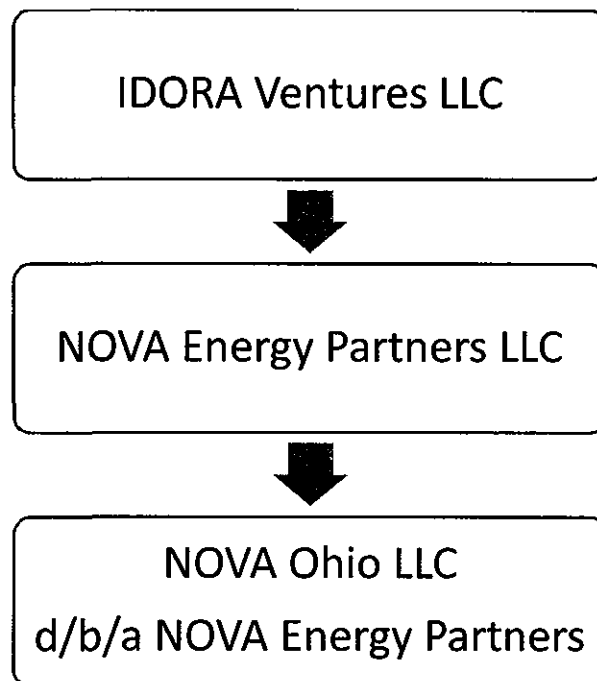 IDORA Ventures LLC
NOVA Energy Partners LLC
NOVA Ohio LLC
d/b/a NOVA Energy Partners